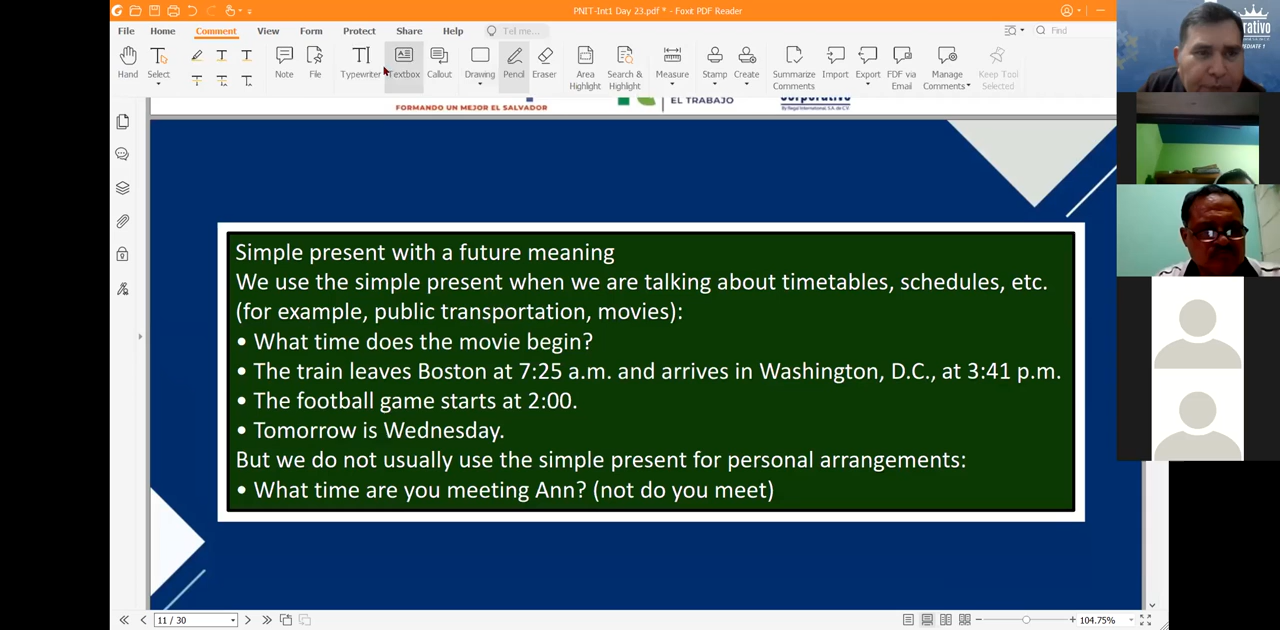 PNIT-Int1 Day 23.pdf * - Foxit PDF Reader
File Home Comment View Form Protect Share Help Tell me... Find
Hand Select Note File Typewriter Textbox Callout Drawing Pencil Eraser Area Highlight Search & Highlight Measure Stamp Create Summarize Comments Import Export FDF via Email Manage Comments Keep Tool Selected
FORMANDO UN MEJOR EL SALVADOR
EL TRABAJO
Simple present with a future meaning
We use the simple present when we are talking about timetables, schedules, etc.
(for example, public transportation, movies):
• What time does the movie begin?
• The train leaves Boston at 7:25 a.m. and arrives in Washington, D.C., at 3:41 p.m.
• The football game starts at 2:00.
• Tomorrow is Wednesday.
But we do not usually use the simple present for personal arrangements:
• What time are you meeting Ann? (not do you meet)
11 / 30
104.75%